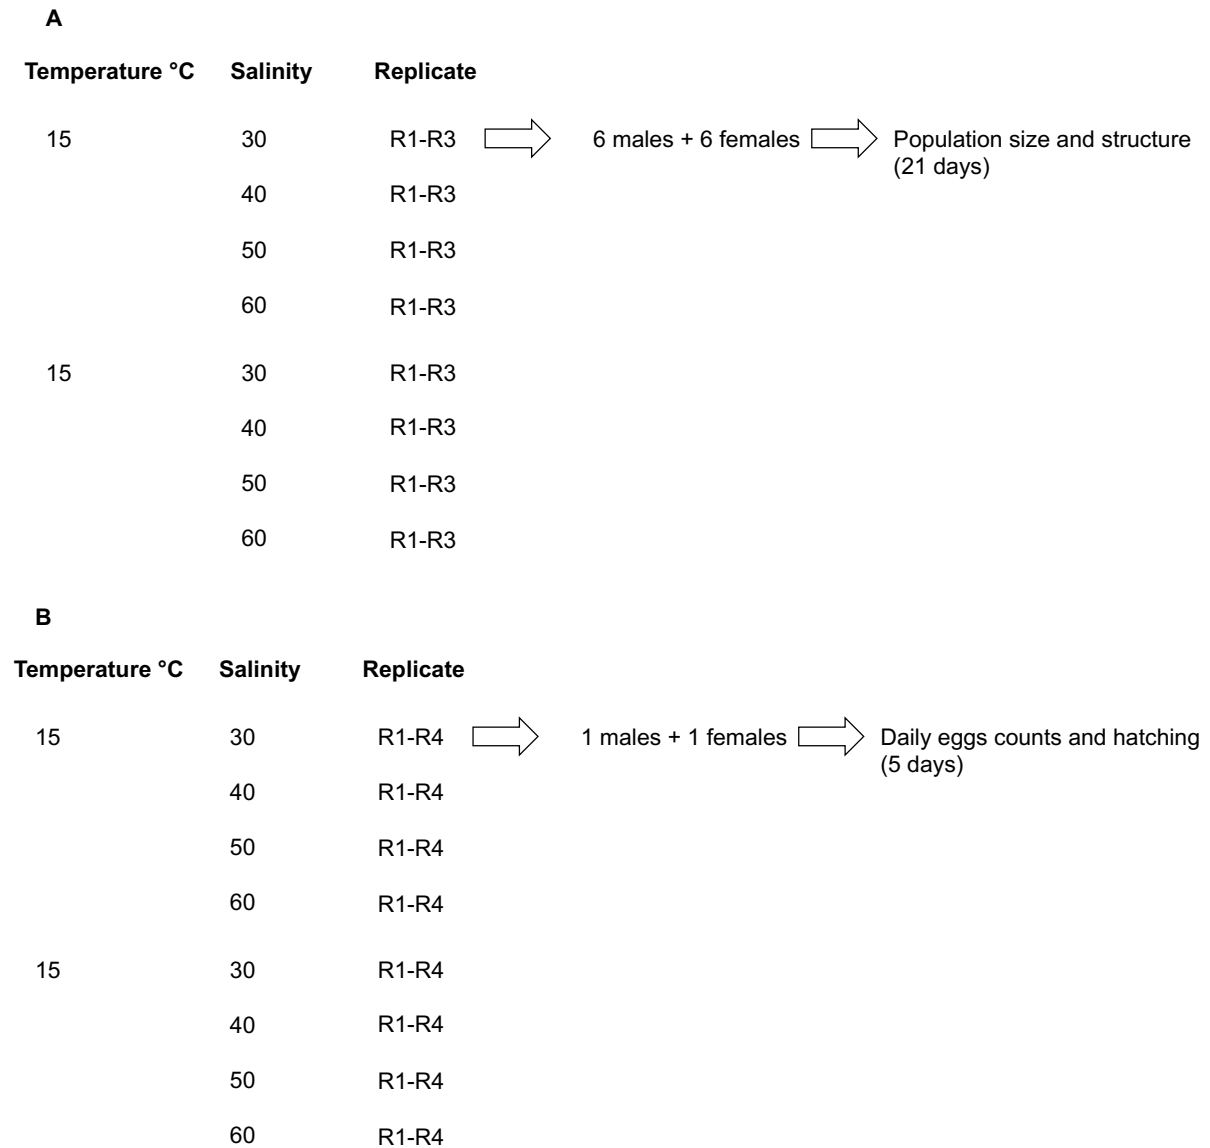 A
Temperature °C Salinity Replicate
15 30 R1-R3 6 males + 6 females Population size and structure
(21 days)
40 R1-R3
50 R1-R3
60 R1-R3
15 30 R1-R3
40 R1-R3
50 R1-R3
60 R1-R3
B
Temperature °C Salinity Replicate
15 30 R1-R4 1 males + 1 females Daily eggs counts and hatching
(5 days)
40 R1-R4
50 R1-R4
60 R1-R4
15 30 R1-R4
40 R1-R4
50 R1-R4
60 R1-R4